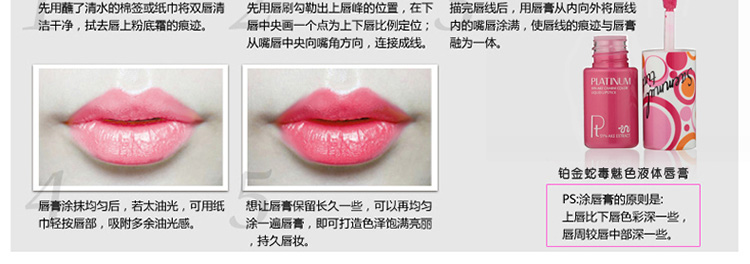 先用蘸了清水的棉签或纸巾将双唇清
洁干净，拭去唇上粉底霜的痕迹。
先用唇刷勾勒出上唇峰的位置，在下
唇中央画一个点为上下唇比例定位；
从嘴唇中央向嘴角方向，连接成线。
描完唇线后，用唇膏从内向外将唇线
内的嘴唇涂满，使唇线的痕迹与唇膏
融为一体。
4
唇膏涂抹均匀后，若太油光，可用纸
巾轻按唇部，吸附多余油光感。
5
想让唇膏保留长久一些，可以再均匀
涂一遍唇膏，即可打造色泽饱满亮丽
，持久唇妆。
PLATINUM
Pt
铂金蛇毒魅色液体唇膏
PS:涂唇膏的原则是:
上唇比下唇色彩深一些，
唇周较唇中部深一些。